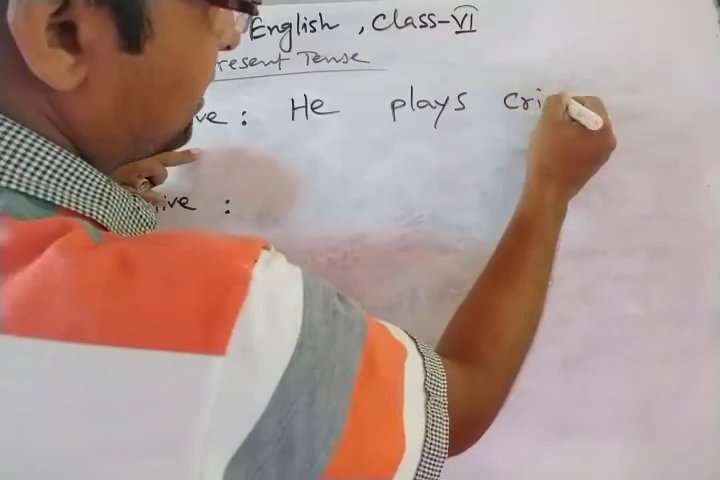 English, Class-VI
resent Tense
ve: He plays cri
ive :